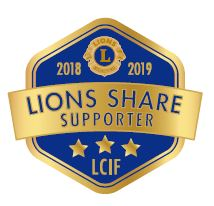 LIONS
L
2018 2019
LIONS SHARE
SUPPORTER
LCIF